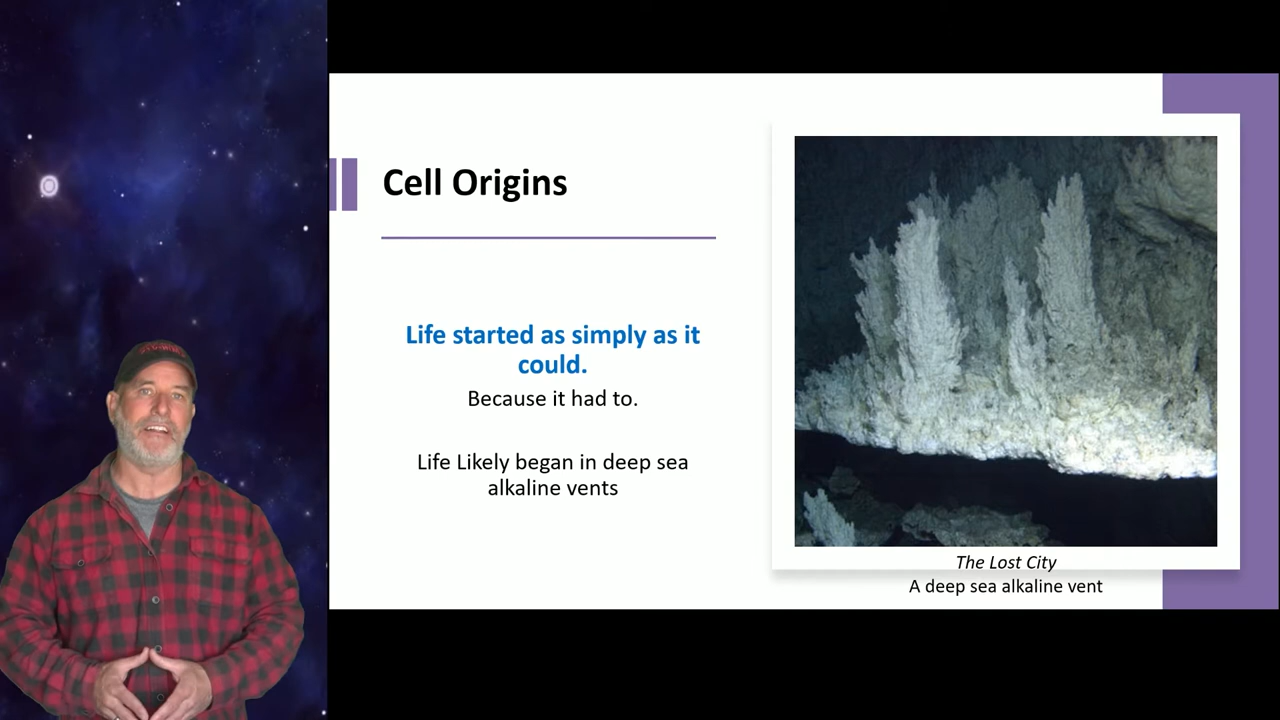 Cell Origins
Life started as simply as it
could.
Because it had to.
Life Likely began in deep sea
alkaline vents
The Lost City
A deep sea alkaline vent